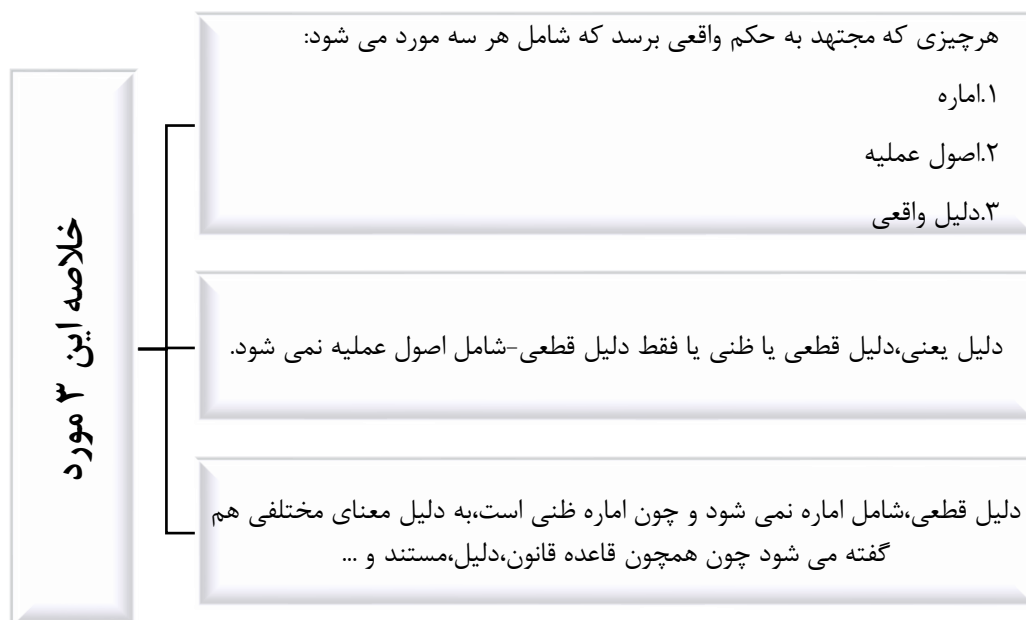 خلاصه این ۳ مورد
هرچیزی که مجتهد به حکم واقعی برسد که شامل هر سه مورد می شود:
۱.اماره
۲.اصول عملیه
۳.دلیل واقعی
دلیل یعنی،دلیل قطعی یا ظنی یا فقط دلیل قطعی-شامل اصول عملیه نمی شود.
دلیل قطعی،شامل اماره نمی شود و چون اماره ظنی است،به دلیل معنای مختلفی هم
گفته می شود چون همچون قاعده قانون،دلیل،مستند و ...